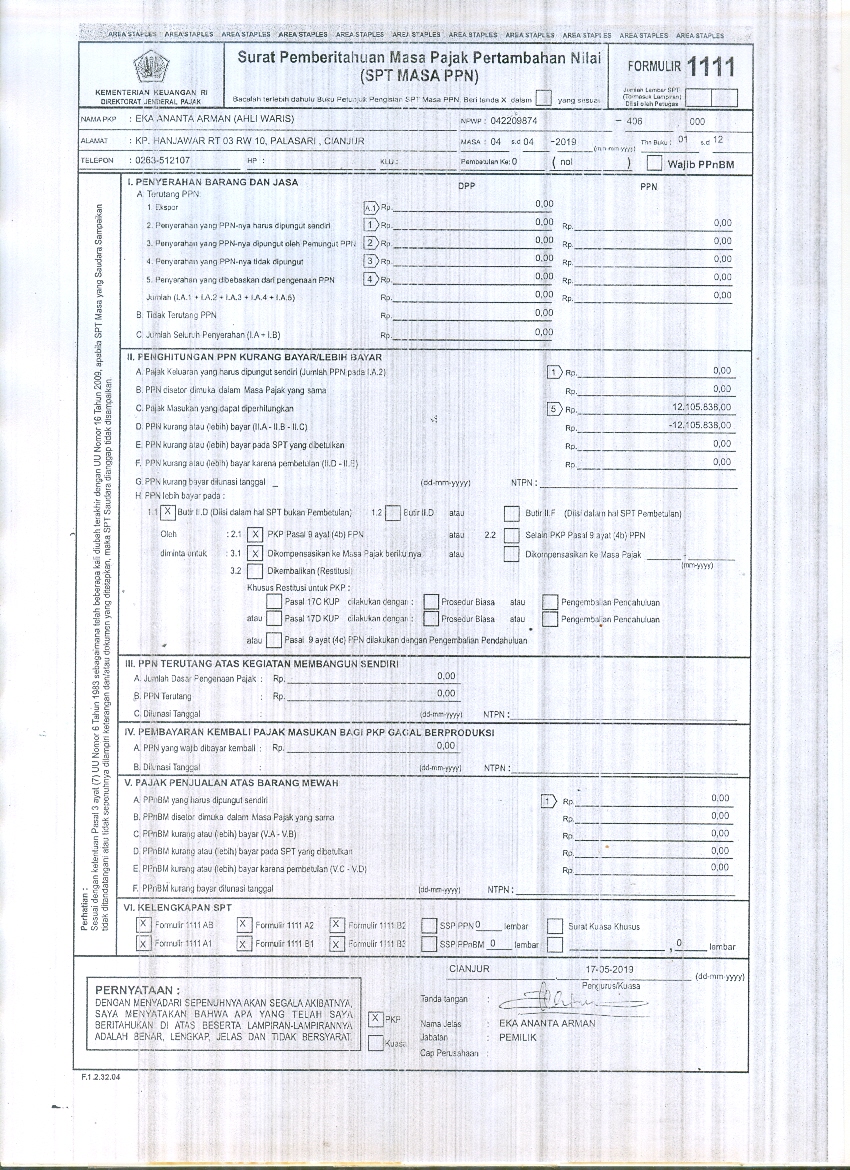 AREA STAPLES AREA STAPLES AREA STAPLES AREA STAPLES AREA STAPLES AREA STAPLES AREA STAPLES AREA STAPLES AREA STAPLES AREA STAPLES AREA STAPLES
KEMENTERIAN KEUANGAN RI
DIREKTORAT JENDERAL PAJAK
Surat Pemberitahuan Masa Pajak Pertambahan Nilai
(SPT MASA PPN)
Bacalah terlebih dahulu Buku Petunjuk Pengisian SPT Masa PPN. Beri tanda X dalam yang sesuai
FORMULIR 1111
Jumlah Lembar SPT
(Termasuk Lampiran)
Diisi oleh Petugas
NAMA PKP : EKA ANANTA ARMAN (AHLI WARIS) NPWP : 042209874 - 406 000
ALAMAT : KP. HANJAWAR RT 03 RW 10, PALASARI , CIANJUR MASA : 04 s.d 04 -2019 (mm-mm-yyyy) Thn Buku : 01 s.d 12
TELEPON : 0263-512107 HP : KLU : Pembetulan Ke: 0 ( nol ) Wajib PPnBM
I. PENYERAHAN BARANG DAN JASA DPP PPN
A. Terutang PPN:
1. Ekspor A.1 Rp. 0,00
2. Penyerahan yang PPN-nya harus dipungut sendiri 1 Rp. 0,00 Rp. 0,00
3. Penyerahan yang PPN-nya dipungut oleh Pemungut PPN 2 Rp. 0,00 Rp. 0,00
4. Penyerahan yang PPN-nya tidak dipungut 3 Rp. 0,00 Rp. 0,00
5. Penyerahan yang dibebaskan dari pengenaan PPN 4 Rp. 0,00 Rp. 0,00
Jumlah (I.A.1 + I.A.2 + I.A.3 + I.A.4 + I.A.5) Rp. 0,00 Rp. 0,00
B. Tidak Terutang PPN Rp. 0,00
C. Jumlah Seluruh Penyerahan (I.A + I.B) Rp. 0,00
II. PENGHITUNGAN PPN KURANG BAYAR/LEBIH BAYAR
A. Pajak Keluaran yang harus dipungut sendiri (Jumlah PPN pada I.A.2) 1 Rp. 0,00
B. PPN disetor dimuka dalam Masa Pajak yang sama Rp. 0,00
C. Pajak Masukan yang dapat diperhitungkan 5 Rp. 12.105.838,00
D. PPN kurang atau (lebih) bayar (II.A - II.B - II.C) Rp. -12.105.838,00
E. PPN kurang atau (lebih) bayar pada SPT yang dibetulkan Rp. 0,00
F. PPN kurang atau (lebih) bayar karena pembetulan (II.D - II.E) Rp. 0,00
G. PPN kurang bayar dilunasi tanggal (dd-mm-yyyy) NTPN :
H. PPN lebih bayar pada :
1.1 X Butir II.D (Diisi dalam hal SPT bukan Pembetulan) 1.2 Butir II.D atau Butir II.F (Diisi dalam hal SPT Pembetulan)
Oleh : 2.1 X PKP Pasal 9 ayat (4b) PPN atau 2.2 Selain PKP Pasal 9 ayat (4b) PPN
diminta untuk : 3.1 X Dikompensasikan ke Masa Pajak berikutnya atau Dikompensasikan ke Masa Pajak - (mm-yyyy)
3.2 Dikembalikan (Restitusi)
Khusus Restitusi untuk PKP :
Pasal 17C KUP dilakukan dengan : Prosedur Biasa atau Pengembalian Pendahuluan
atau Pasal 17D KUP dilakukan dengan : Prosedur Biasa atau Pengembalian Pendahuluan
atau Pasal 9 ayat (4c) PPN dilakukan dengan Pengembalian Pendahuluan
III. PPN TERUTANG ATAS KEGIATAN MEMBANGUN SENDIRI
A. Jumlah Dasar Pengenaan Pajak : Rp. 0,00
B. PPN Terutang : Rp. 0,00
C. Dilunasi Tanggal (dd-mm-yyyy) NTPN :
IV. PEMBAYARAN KEMBALI PAJAK MASUKAN BAGI PKP GAGAL BERPRODUKSI
A. PPN yang wajib dibayar kembali : Rp. 0,00
B. Dilunasi Tanggal : (dd-mm-yyyy) NTPN :
V. PAJAK PENJUALAN ATAS BARANG MEWAH
A. PPnBM yang harus dipungut sendiri 1 Rp. 0,00
B. PPnBM disetor dimuka dalam Masa Pajak yang sama Rp. 0,00
C. PPnBM kurang atau (lebih) bayar (V.A - V.B) Rp. 0,00
D. PPnBM kurang atau (lebih) bayar pada SPT yang dibetulkan Rp. 0,00
E. PPnBM kurang atau (lebih) bayar karena pembetulan (V.C - V.D) Rp. 0,00
F. PPnBM kurang bayar dilunasi tanggal (dd-mm-yyyy) NTPN :
VI. KELENGKAPAN SPT
X Formulir 1111 AB X Formulir 1111 A2 X Formulir 1111 B2 SSP PPN 0 lembar Surat Kuasa Khusus
X Formulir 1111 A1 X Formulir 1111 B1 X Formulir 1111 B3 SSP PPnBM 0 lembar , 0 lembar
Perhatian :
Sesuai dengan ketentuan Pasal 3 ayat (7) UU Nomor 6 Tahun 1983 sebagaimana telah beberapa kali diubah terakhir dengan UU Nomor 16 Tahun 2009, apabila SPT Masa yang Saudara Sampaikan
tidak ditandatangani atau tidak sepenuhnya dilampiri keterangan dan/atau dokumen yang ditetapkan, maka SPT Saudara dianggap tidak disampaikan.
PERNYATAAN :
DENGAN MENYADARI SEPENUHNYA AKAN SEGALA AKIBATNYA,
SAYA MENYATAKAN BAHWA APA YANG TELAH SAYA
BERITAHUKAN DI ATAS BESERTA LAMPIRAN-LAMPIRANNYA
ADALAH BENAR, LENGKAP, JELAS DAN TIDAK BERSYARAT.
X PKP
Kuasa
CIANJUR 17-05-2019 (dd-mm-yyyy)
Pengurus/Kuasa
Tanda tangan :
Nama Jelas : EKA ANANTA ARMAN
Jabatan : PEMILIK
Cap Perusahaan :
F.1.2.32.04